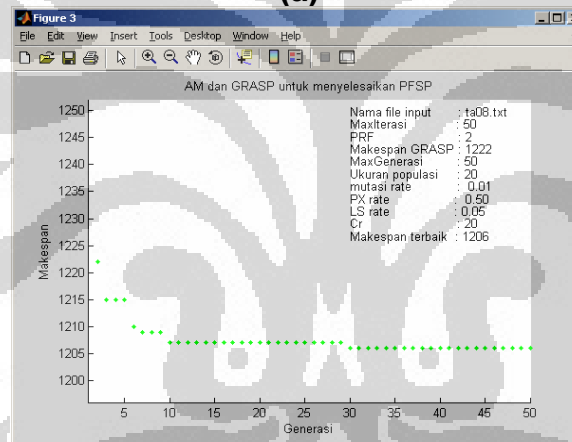 (a)
Figure 3
File Edit View Insert Tools Desktop Window Help
AM dan GRASP untuk menyelesaikan PFSP
Nama file input : ta08.txt
MaxIterasi : 50
PRF : 2
Makespan GRASP : 1222
MaxGenerasi : 50
Ukuran populasi : 20
mutasi rate : 0.01
PX rate : 0.50
LS rate : 0.05
Cr : 20
Makespan terbaik : 1206
1250
1245
1240
1235
1230
1225
1220
1215
1210
1205
1200
Makespan
5 10 15 20 25 30 35 40 45 50
Generasi